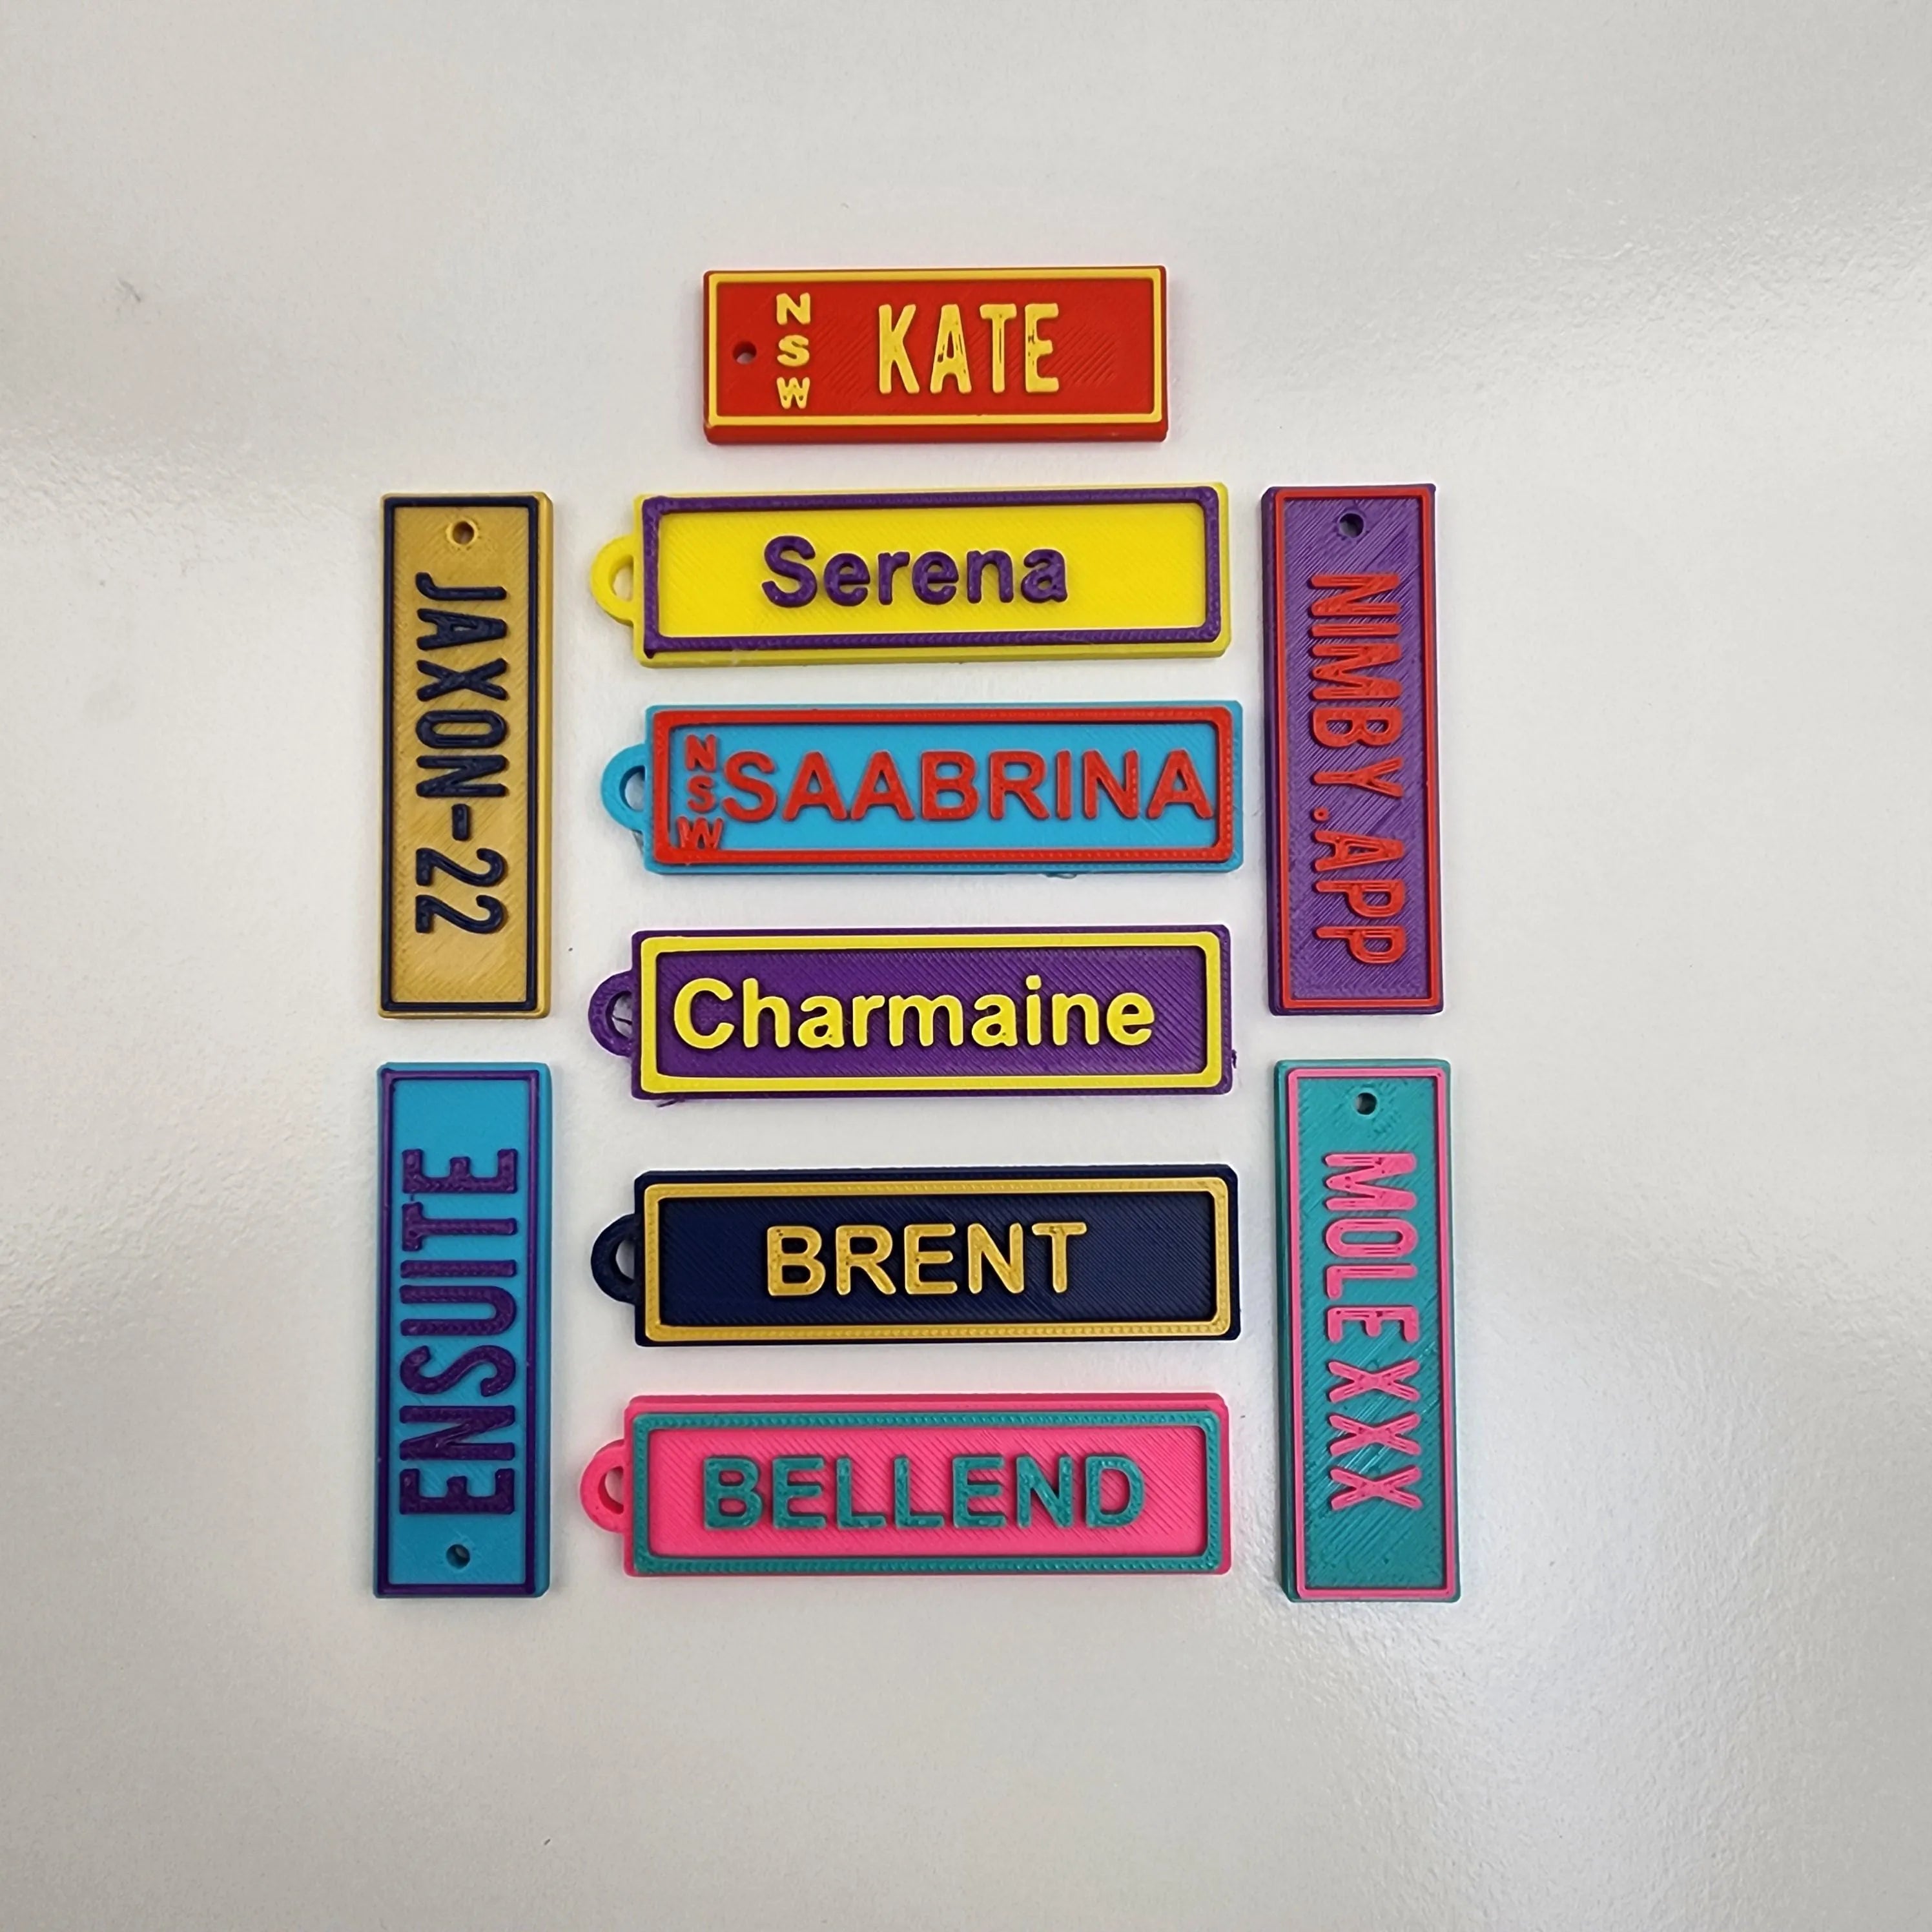 NSW KATE
Serena
NSW SAABRINA
Charmaine
BRENT
BELLEND
JAXON-22
ENSUITE
NIMBY.APP
MOLEXXX